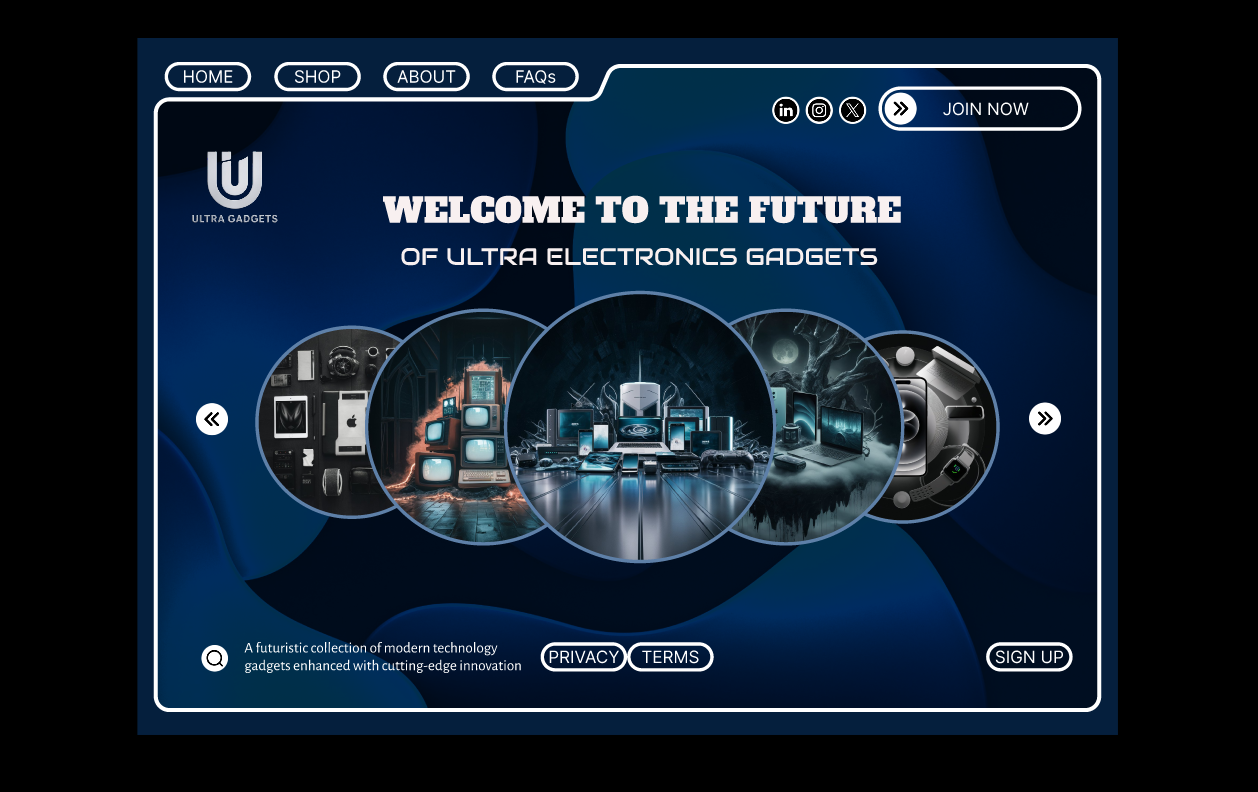 HOME
SHOP
ABOUT
FAQs
in
JOIN NOW
ULTRA GADGETS
WELCOME TO THE FUTURE
OF ULTRA ELECTRONICS GADGETS
A futuristic collection of modern technology
gadgets enhanced with cutting-edge innovation
PRIVACY
TERMS
SIGN UP